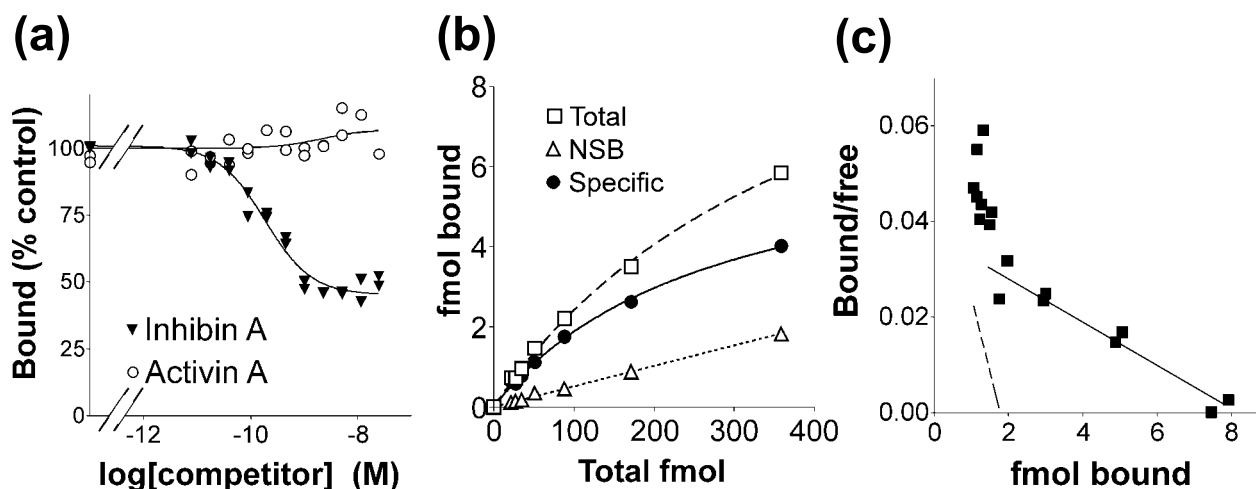 (a)
Bound (% control)
100
75
50
25
0
▼ Inhibin A
○ Activin A
-12 -10 -8
log[competitor] (M)
(b)
fmol bound
8
6
4
2
0
□ Total
△ NSB
● Specific
0 100 200 300 400
Total fmol
(c)
Bound/free
0.06
0.04
0.02
0.00
0 2 4 6 8
fmol bound